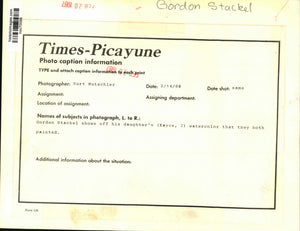 Gordon Stackel
Times-Picayune
Photo caption information
TYPE and attach caption information to each print
Photographer: Kurt Mutschler Date: 3/14/88 Date shot: same
Assignment: Assigning department:
Location of assignment:
Names of subjects in photograph, L. to R.:
Gordon Stackel shows off his daughter's 2) watercolor that they both
painted.
Additional information about the situation: